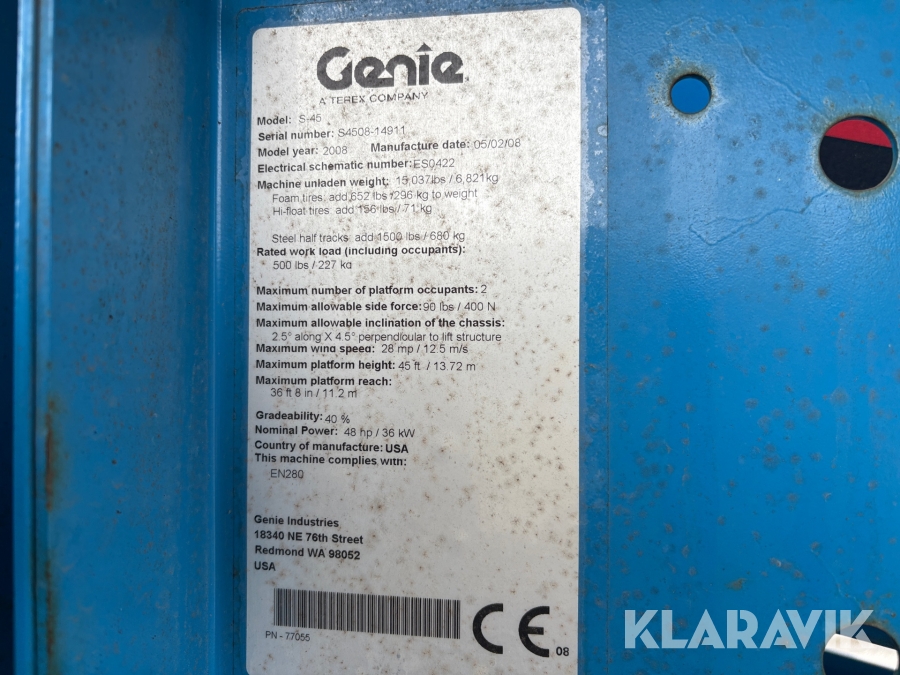 Genie
A TEREX COMPANY
Model: S-45
Serial number: S4508-14911
Model year: 2008 Manufacture date: 05/02/08
Electrical schematic number: ES0422
Machine unladen weight: 15,037lbs / 6,821kg
Foam tires: add 652 lbs /296 kg to weight
Hi-float tires: add 156 lbs / 71 kg
Steel half tracks: add 1500 lbs / 680 kg
Rated work load (including occupants):
500 lbs / 227 kg
Maximum number of platform occupants: 2
Maximum allowable side force: 90 lbs / 400 N
Maximum allowable inclination of the chassis:
2.5° along X 4.5° perpendicular to lift structure
Maximum wind speed: 28 mp / 12.5 m/s
Maximum platform height: 45 ft / 13.72 m
Maximum platform reach:
36 ft 8 in / 11.2 m
Gradeability: 40 %
Nominal Power: 48 hp / 36 kW
Country of manufacture: USA
This machine complies with:
EN280
Genie Industries
18340 NE 76th Street
Redmond WA 98052
USA
PN - 77055
CE 08
KLARAVIK